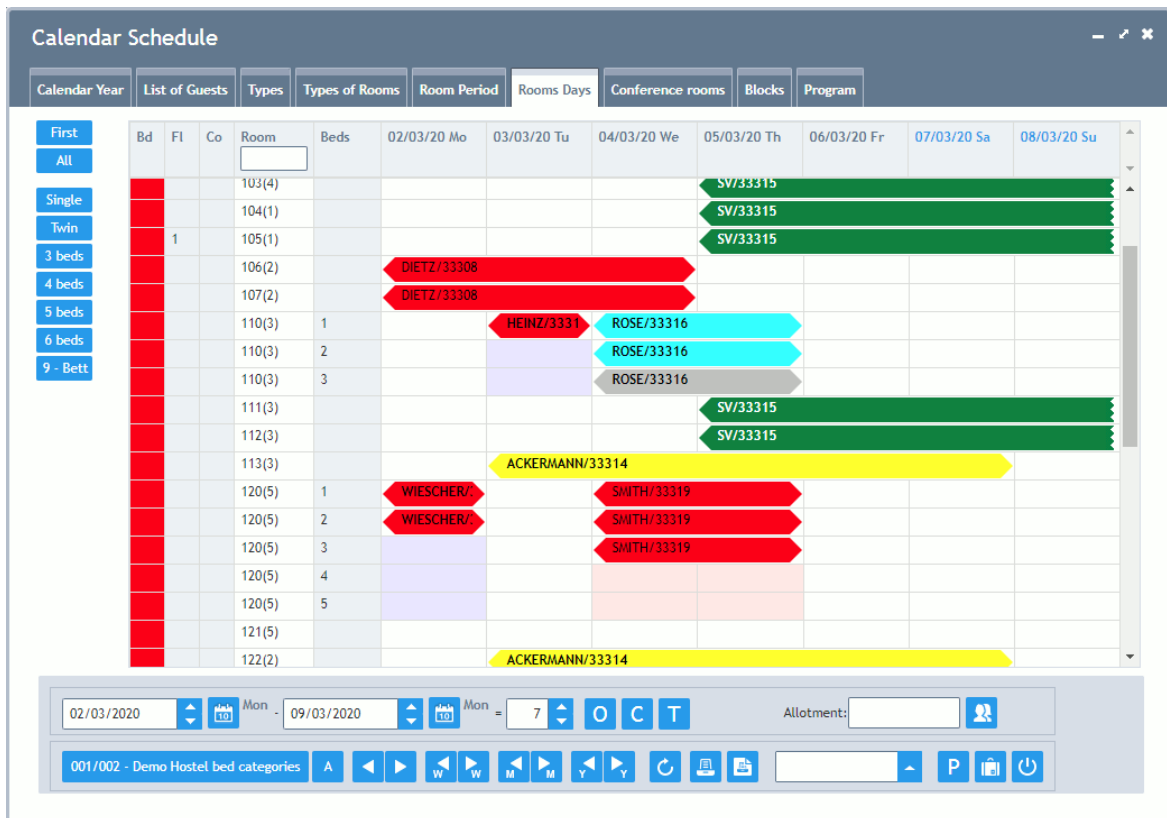 Calendar Schedule
Calendar Year List of Guests Types Types of Rooms Room Period Rooms Days Conference rooms Blocks Program
First
All
Single
Twin
3 beds
4 beds
5 beds
6 beds
9 - Bett
Bd Fl Co Room Beds 02/03/20 Mo 03/03/20 Tu 04/03/20 We 05/03/20 Th 06/03/20 Fr 07/03/20 Sa 08/03/20 Su
103(4) SV/33315
104(1) SV/33315
1 105(1) SV/33315
106(2) DIETZ/33308
107(2) DIETZ/33308
110(3) 1 HEINZ/3331 ROSE/33316
110(3) 2 ROSE/33316
110(3) 3 ROSE/33316
111(3) SV/33315
112(3) SV/33315
113(3) ACKERMANN/33314
120(5) 1 WIESCHER/ SMITH/33319
120(5) 2 WIESCHER/ SMITH/33319
120(5) 3 SMITH/33319
120(5) 4
120(5) 5
121(5)
122(2) ACKERMANN/33314
02/03/2020 10 Mon - 09/03/2020 10 Mon = 7 O C T Allotment:
001/002 - Demo Hostel bed categories A W W M M Y Y P